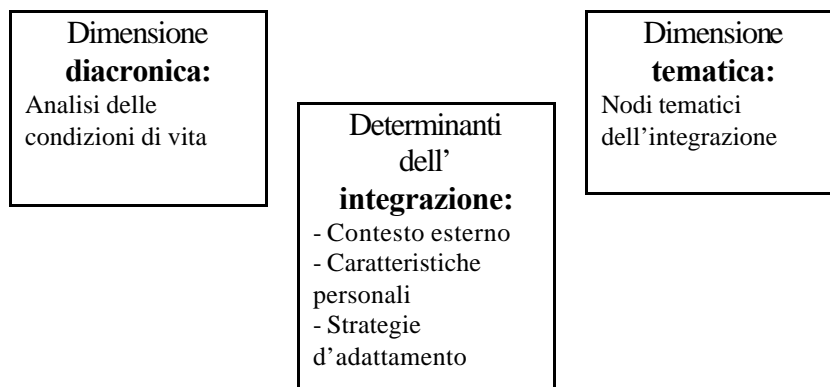 Dimensione
diacronica:
Analisi delle
condizioni di vita
Determinanti
dell’
integrazione:
- Contesto esterno
- Caratteristiche
personali
- Strategie
d’adattamento
Dimensione
tematica:
Nodi tematici
dell’integrazione